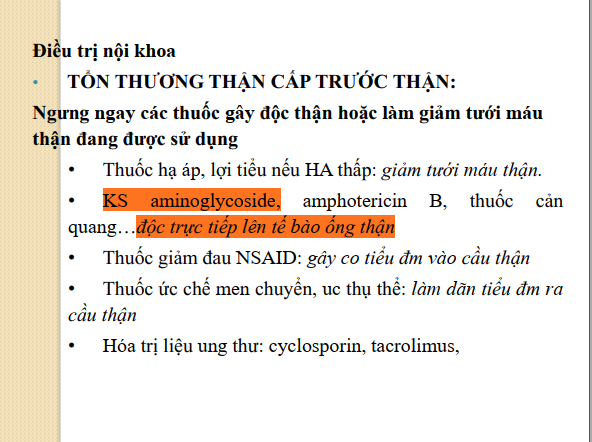 Điều trị nội khoa
• TỔN THƯƠNG THẬN CẤP TRƯỚC THẬN:
Ngưng ngay các thuốc gây độc thận hoặc làm giảm tưới máu
thận đang được sử dụng
• Thuốc hạ áp, lợi tiểu nếu HA thấp: giảm tưới máu thận.
• KS aminoglycoside, amphotericin B, thuốc cản
quang…độc trực tiếp lên tế bào ống thận
• Thuốc giảm đau NSAID: gây co tiểu đm vào cầu thận
• Thuốc ức chế men chuyển, uc thụ thể: làm dãn tiểu đm ra
cầu thận
• Hóa trị liệu ung thư: cyclosporin, tacrolimus,